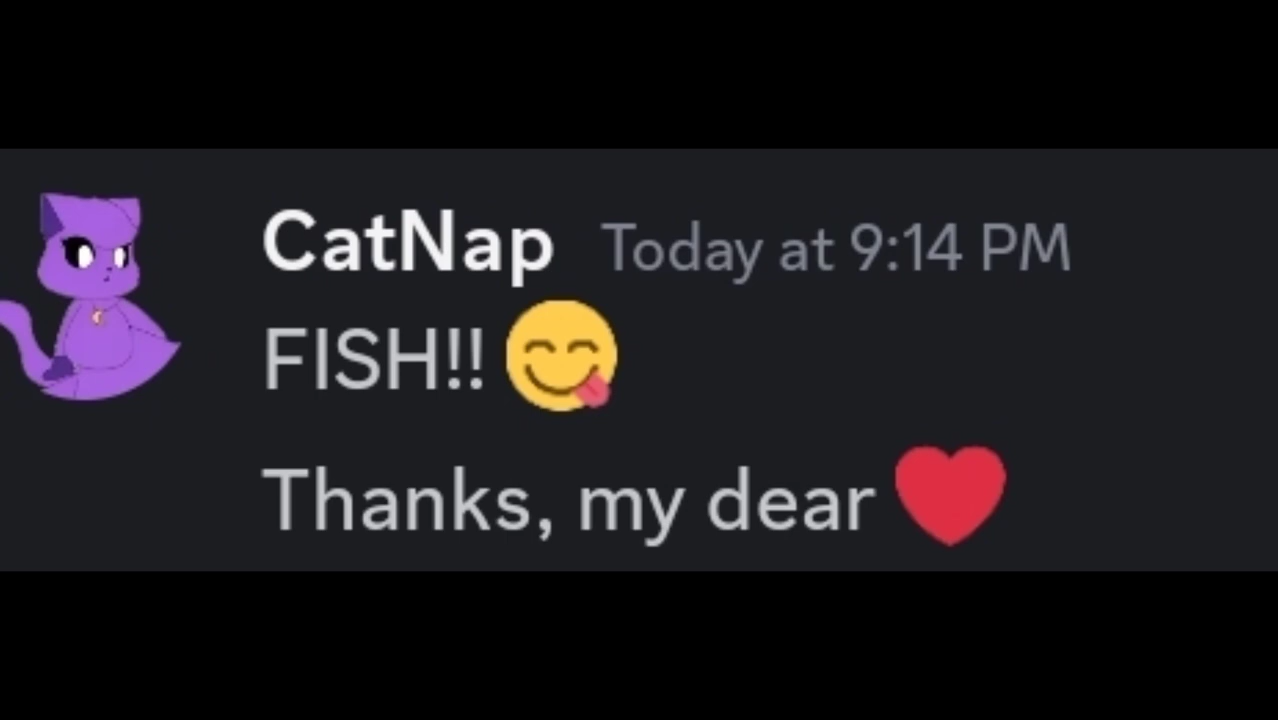 CatNap Today at 9:14 PM
FISH!! 😋
Thanks, my dear ❤️